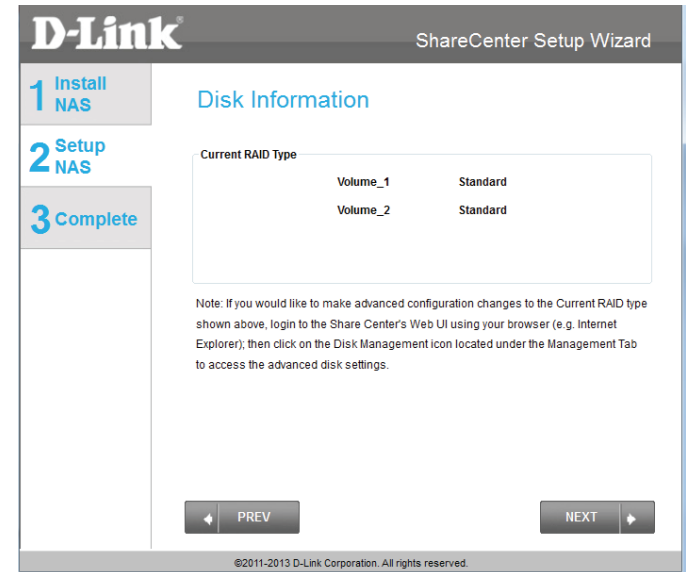 D-Link
ShareCenter Setup Wizard
1 Install
NAS
2 Setup
NAS
3 Complete
Disk Information
Current RAID Type
Volume_1 Standard
Volume_2 Standard
Note: If you would like to make advanced configuration changes to the Current RAID type
shown above, login to the Share Center's Web UI using your browser (e.g. Internet
Explorer); then click on the Disk Management icon located under the Management Tab
to access the advanced disk settings.
PREV
NEXT
©2011-2013 D-Link Corporation. All rights reserved.